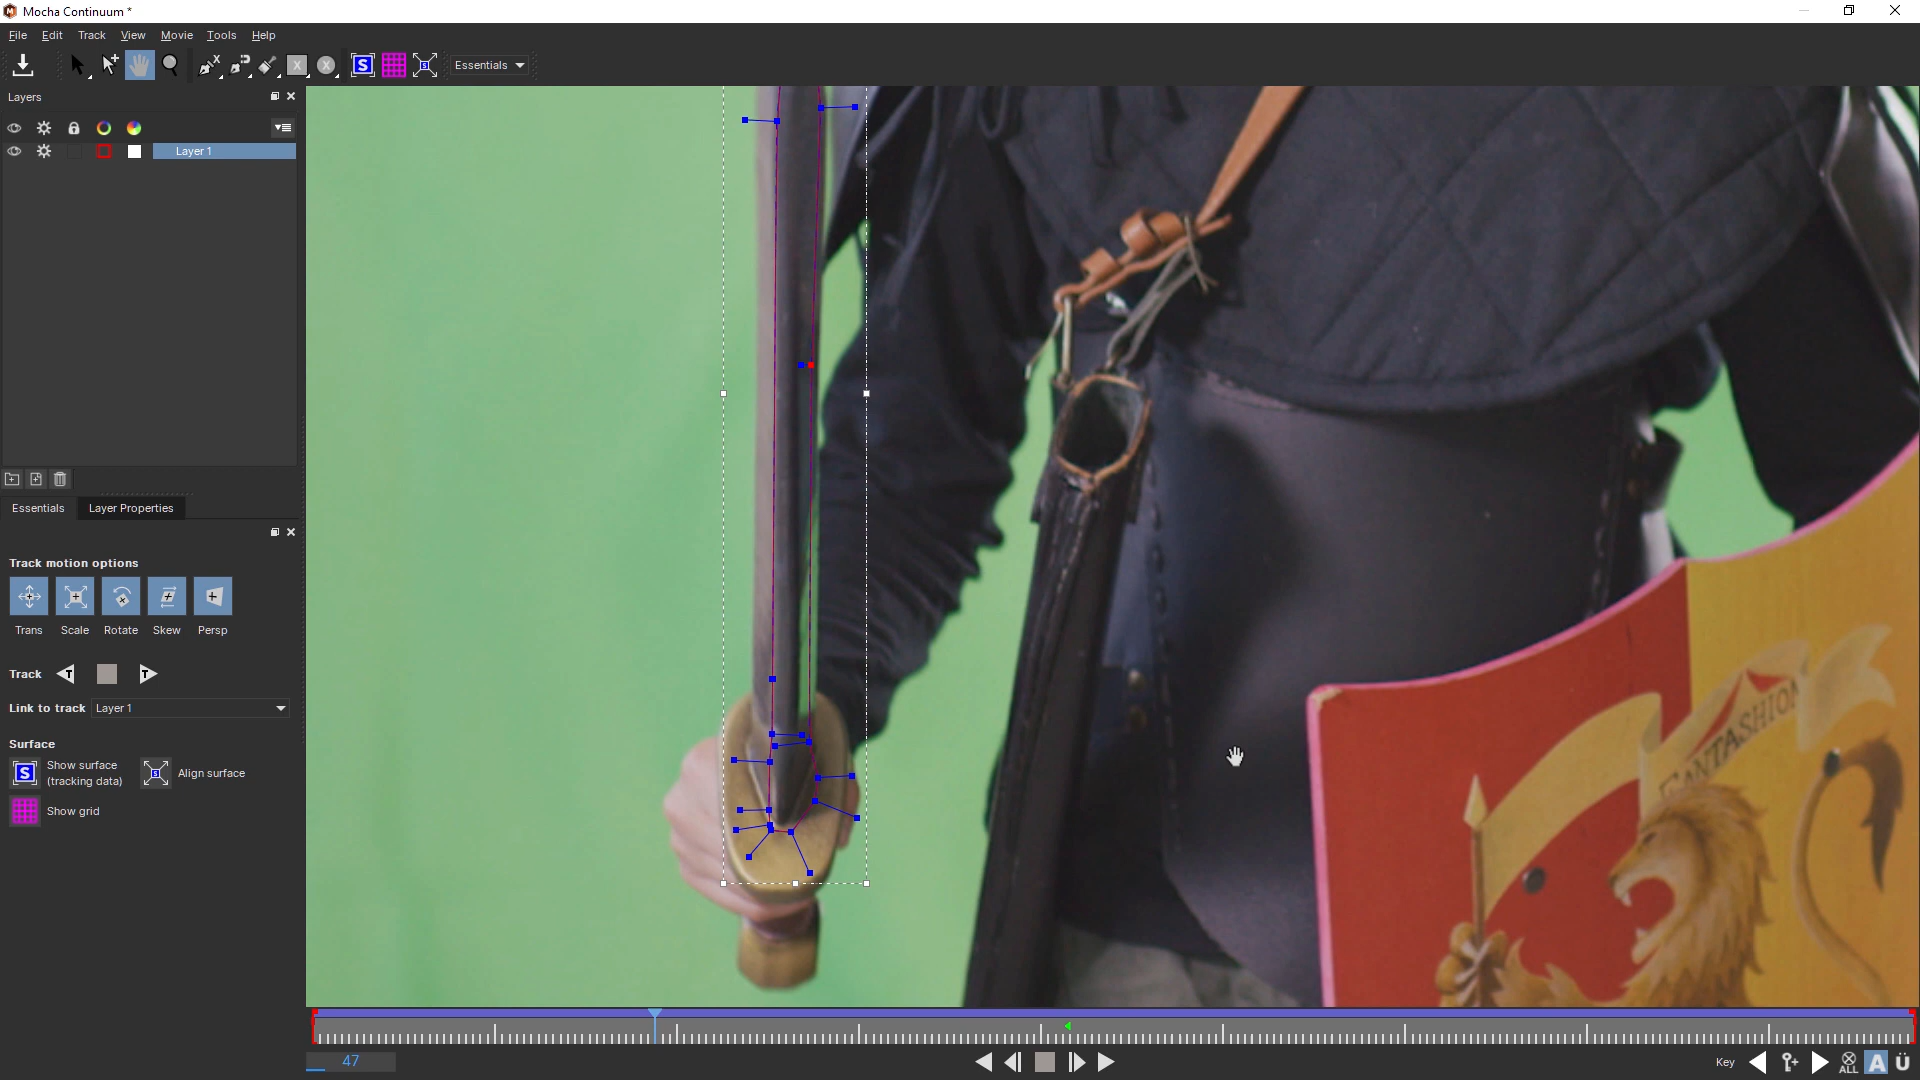 Mocha Continuum *
File Edit Track View Movie Tools Help
S S Essentials
Layers
Layer 1
Essentials Layer Properties
Track motion options
Trans Scale Rotate Skew Persp
Track T T
Link to track Layer 1
Surface
S Show surface
(tracking data)
S Align surface
Show grid
FANTASHION
47
Key ALL A Ü